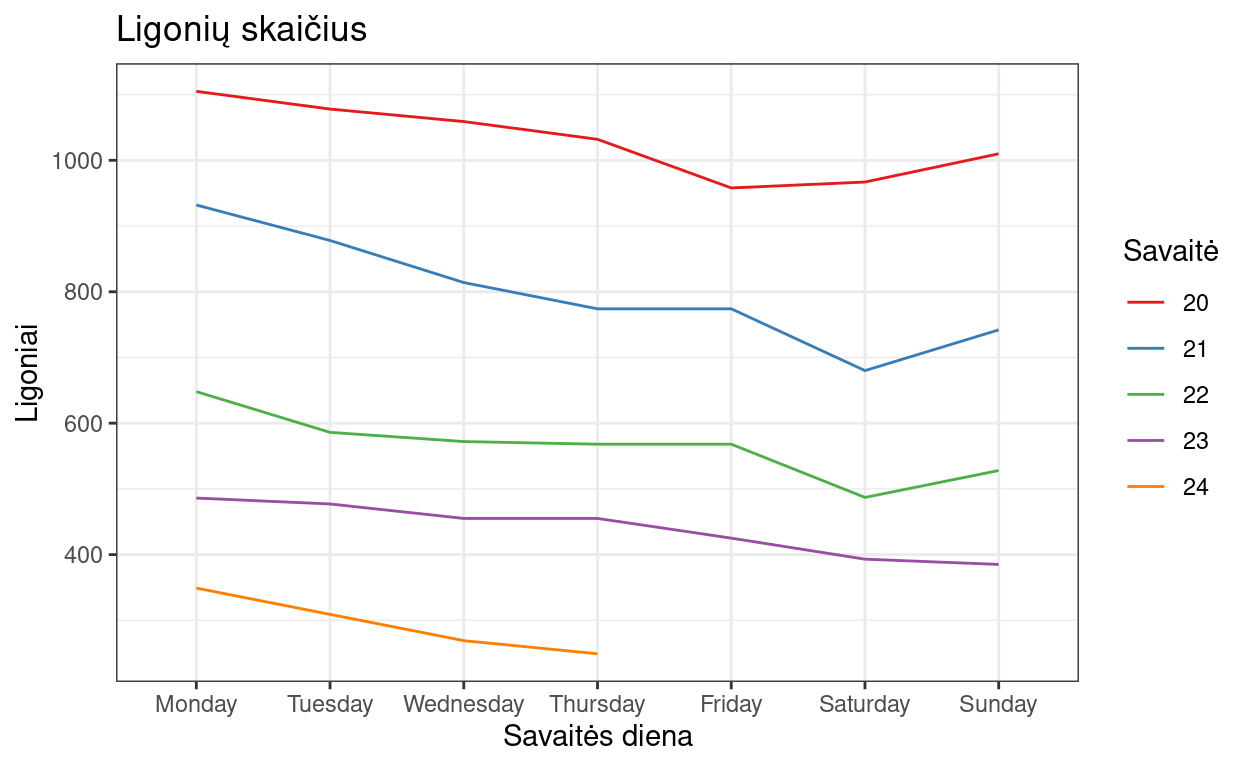 Ligonių skaičius
Ligoniai
1000
800
600
400
Monday Tuesday Wednesday Thursday Friday Saturday Sunday
Savaitės diena
Savaitė
20
21
22
23
24